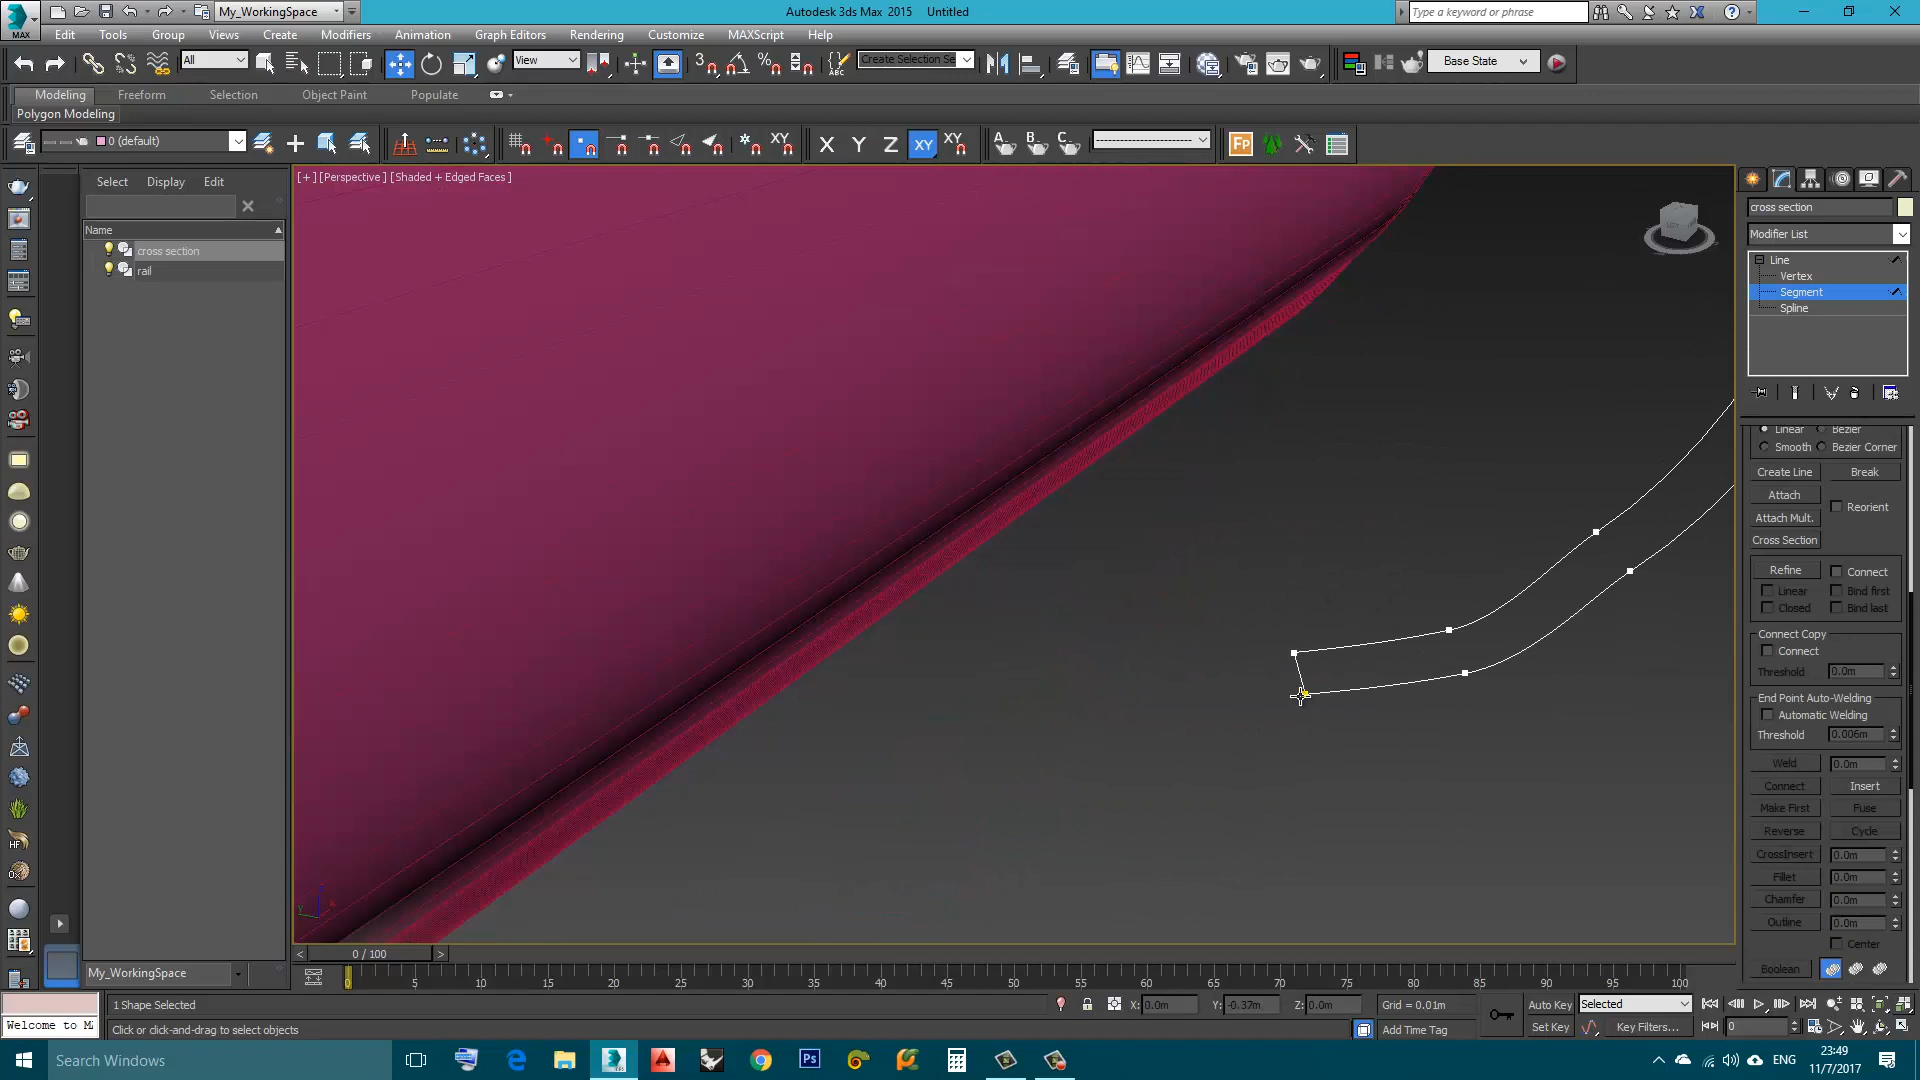 My_WorkingSpace
Autodesk 3ds Max 2015 Untitled
Type a keyword or phrase
MAX
Edit Tools Group Views Create Modifiers Animation Graph Editors Rendering Customize MAXScript Help
All
View
3
%
ABC
Create Selection Se
Base State
Modeling Freeform Selection Object Paint Populate
Polygon Modeling
0 (default)
XY
X Y Z XY XY
A B C
Fp
Select Display Edit
Name
cross section
rail
[+] [Perspective] [Shaded + Edged Faces]
cross section
Modifier List
Line
Vertex
Segment
Spline
Linear Bezier
Smooth Bezier Corner
Create Line Break
Attach
Reorient
Attach Mult.
Cross Section
Refine Connect
Linear Bind first
Closed Bind last
Connect Copy
Connect
Threshold 0.0m
End Point Auto-Welding
Automatic Welding
Threshold 0.006m
Weld 0.0m
Connect Insert
Make First Fuse
Reverse Cycle
CrossInsert 0.0m
Fillet 0.0m
Chamfer 0.0m
Outline 0.0m
Center
Boolean
HF
0 / 100
My_WorkingSpace
0 5 10 15 20 25 30 35 40 45 50 55 60 65 70 75 80 85 90 95 100
1 Shape Selected
X: 0.0m Y: -0.37m Z: 0.0m
Grid = 0.01m
Auto Key Selected
Welcome to M
Click or click-and-drag to select objects
Add Time Tag
Set Key Key Filters...
0
Search Windows
Ps
ENG
23:49
11/7/2017